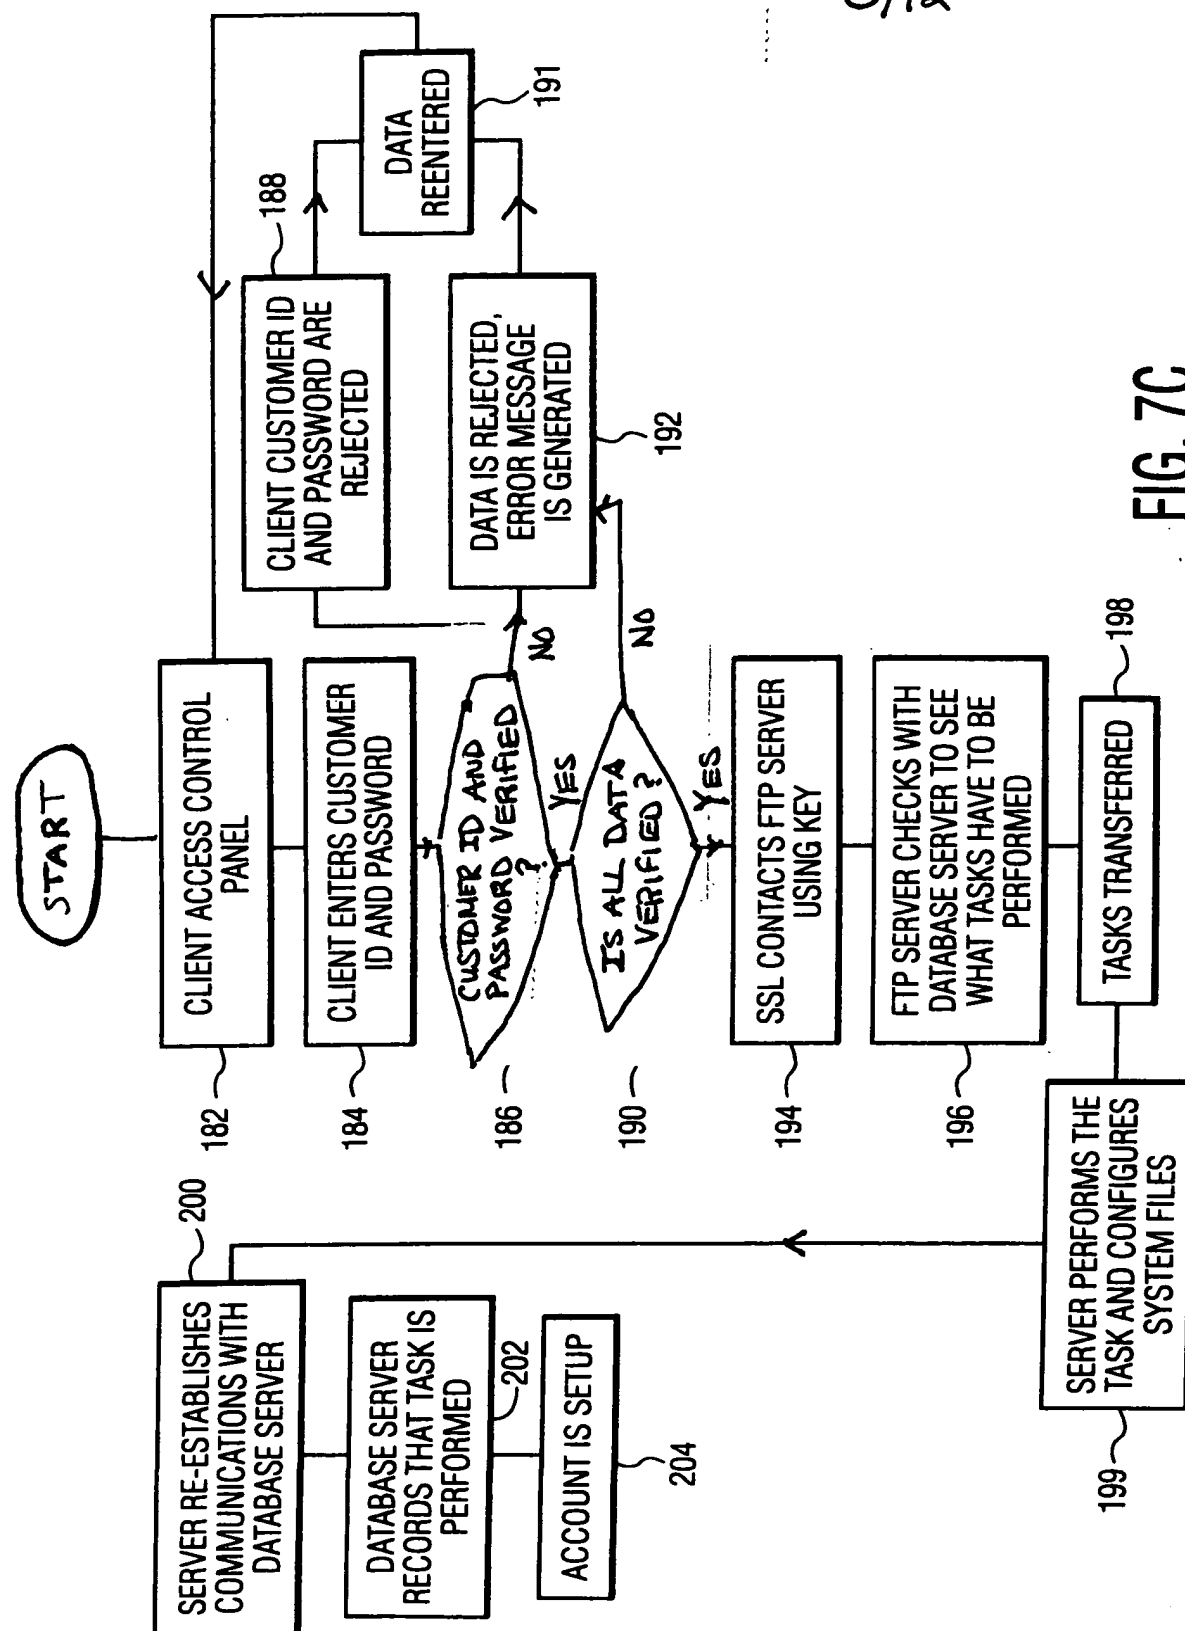 START
CLIENT ACCESS CONTROL
PANEL
182
CLIENT ENTERS CUSTOMER
ID AND PASSWORD
184
CUSTOMER ID AND
PASSWORD VERIFIED
?
186
NO
YES
CLIENT CUSTOMER ID
AND PASSWORD ARE
REJECTED
188
IS ALL DATA
VERIFIED?
190
NO
YES
DATA IS REJECTED,
ERROR MESSAGE
IS GENERATED
192
DATA
REENTERED
191
SSL CONTACTS FTP SERVER
USING KEY
194
FTP SERVER CHECKS WITH
DATABASE SERVER TO SEE
WHAT TASKS HAVE TO BE
PERFORMED
196
TASKS TRANSFERRED
198
SERVER PERFORMS THE
TASK AND CONFIGURES
SYSTEM FILES
199
SERVER RE-ESTABLISHES
COMMUNICATIONS WITH
DATABASE SERVER
200
DATABASE SERVER
RECORDS THAT TASK IS
PERFORMED
202
ACCOUNT IS SETUP
204
FIG. 7C